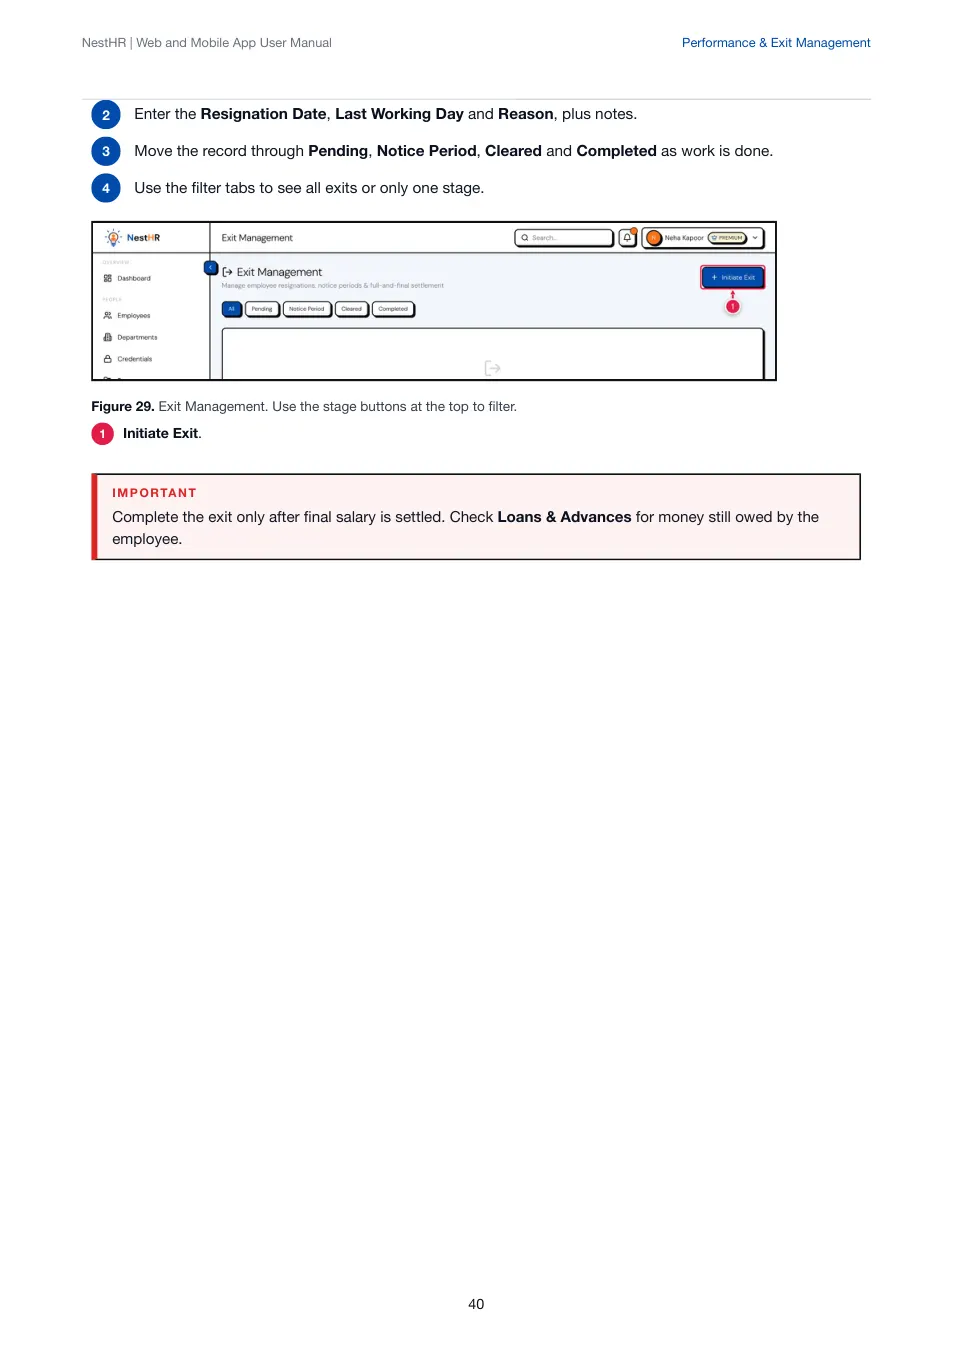 NestHR | Web and Mobile App User Manual
Performance & Exit Management
2 Enter the Resignation Date, Last Working Day and Reason, plus notes.
3 Move the record through Pending, Notice Period, Cleared and Completed as work is done.
4 Use the filter tabs to see all exits or only one stage.
NestHR
Exit Management
Search...
N
Neha Kapoor
PREMIUM
OVERVIEW
Dashboard
PEOPLE
Employees
Departments
Credentials
Exit Management
Manage employee resignations, notice periods & full-and-final settlement
+ Initiate Exit
1
All
Pending
Notice Period
Cleared
Completed
Figure 29. Exit Management. Use the stage buttons at the top to filter.
1 Initiate Exit.
IMPORTANT
Complete the exit only after final salary is settled. Check Loans & Advances for money still owed by the
employee.
40